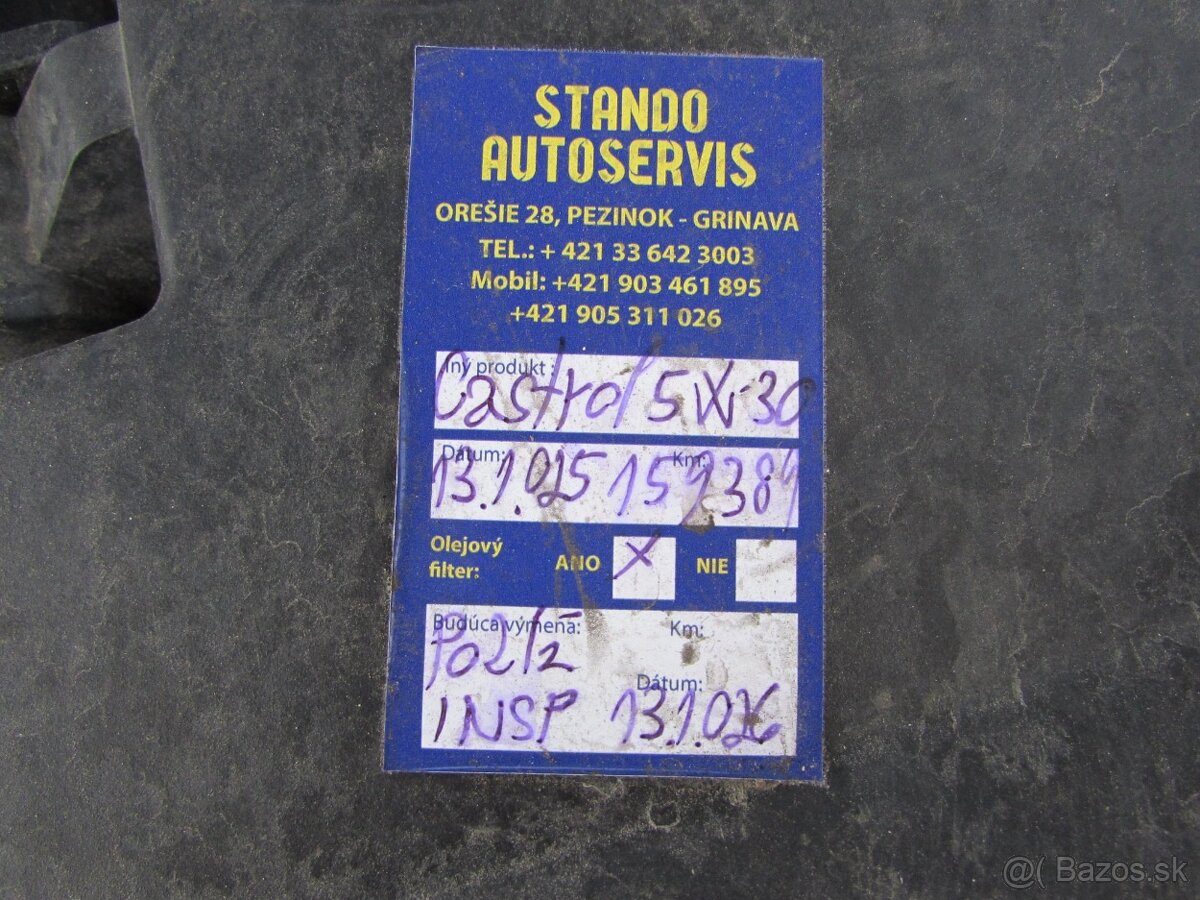 STANDO
AUTOSERVIS
OREŠIE 28, PEZINOK - GRINAVA
TEL.: + 421 33 642 3003
Mobil: +421 903 461 895
+421 905 311 026
Iný produkt :
Castrol 5W-30
Dátum: Km:
13.1.025 159389
Olejový
filter: ANO X NIE
Budúca výmena: Km:
Dátum:
INSP 13.1.026
@( Bazos.sk